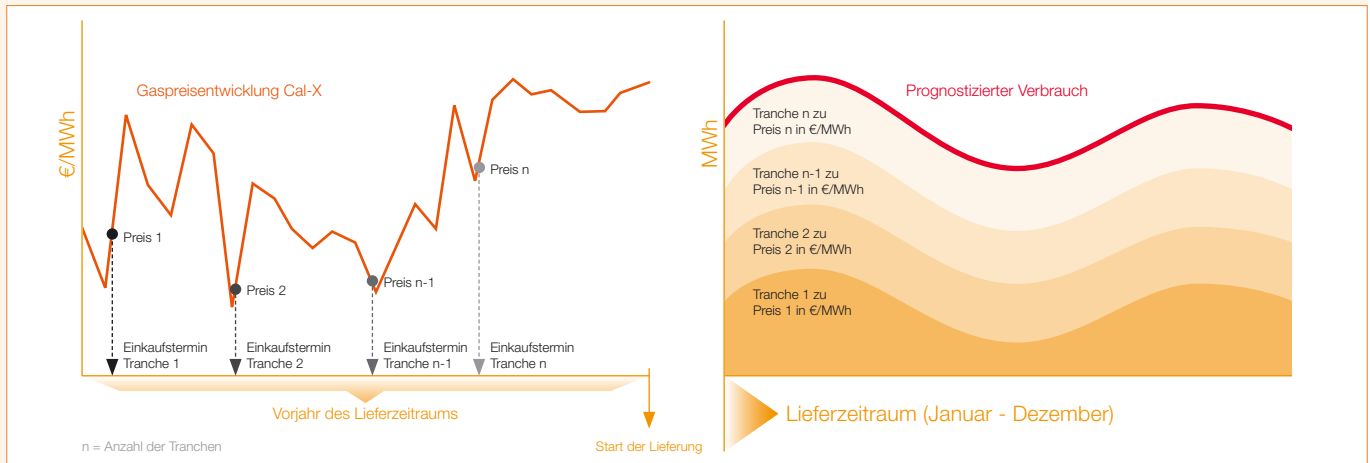 Gaspreisentwicklung Cal-X
€/MWh
Preis 1
Preis 2
Preis n-1
Preis n
Einkaufstermin
Tranche 1
Einkaufstermin
Tranche 2
Einkaufstermin
Tranche n-1
Einkaufstermin
Tranche n
Vorjahr des Lieferzeitraums
n = Anzahl der Tranchen
Start der Lieferung
MWh
Prognostizierter Verbrauch
Tranche n zu
Preis n in €/MWh
Tranche n-1 zu
Preis n-1 in €/MWh
Tranche 2 zu
Preis 2 in €/MWh
Tranche 1 zu
Preis 1 in €/MWh
Lieferzeitraum (Januar - Dezember)